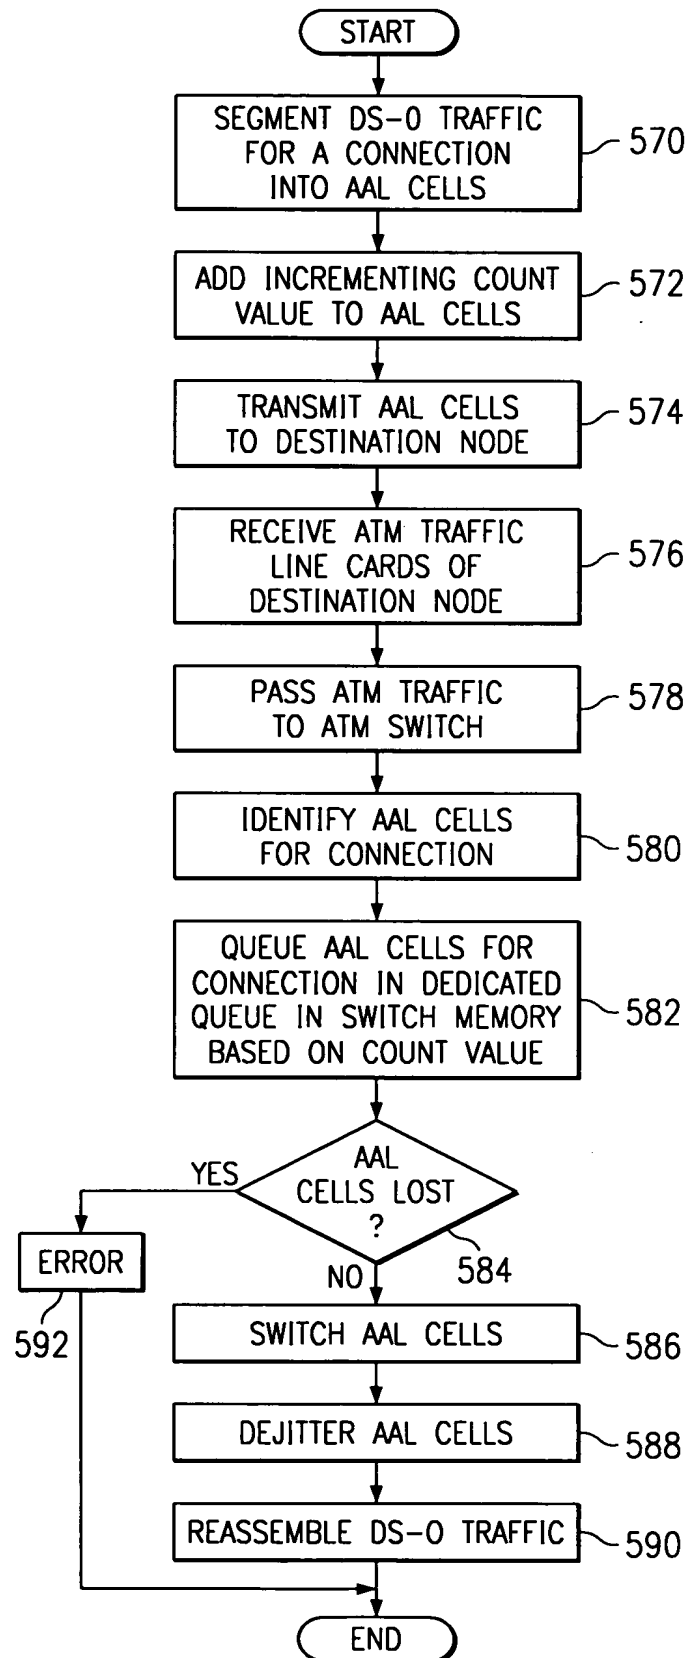 START
SEGMENT DS-0 TRAFFIC
FOR A CONNECTION
INTO AAL CELLS
570
ADD INCREMENTING COUNT
VALUE TO AAL CELLS
572
TRANSMIT AAL CELLS
TO DESTINATION NODE
574
RECEIVE ATM TRAFFIC
LINE CARDS OF
DESTINATION NODE
576
PASS ATM TRAFFIC
TO ATM SWITCH
578
IDENTIFY AAL CELLS
FOR CONNECTION
580
QUEUE AAL CELLS FOR
CONNECTION IN DEDICATED
QUEUE IN SWITCH MEMORY
BASED ON COUNT VALUE
582
AAL
CELLS LOST
?
584
YES
NO
ERROR
592
SWITCH AAL CELLS
586
DEJITTER AAL CELLS
588
REASSEMBLE DS-0 TRAFFIC
590
END